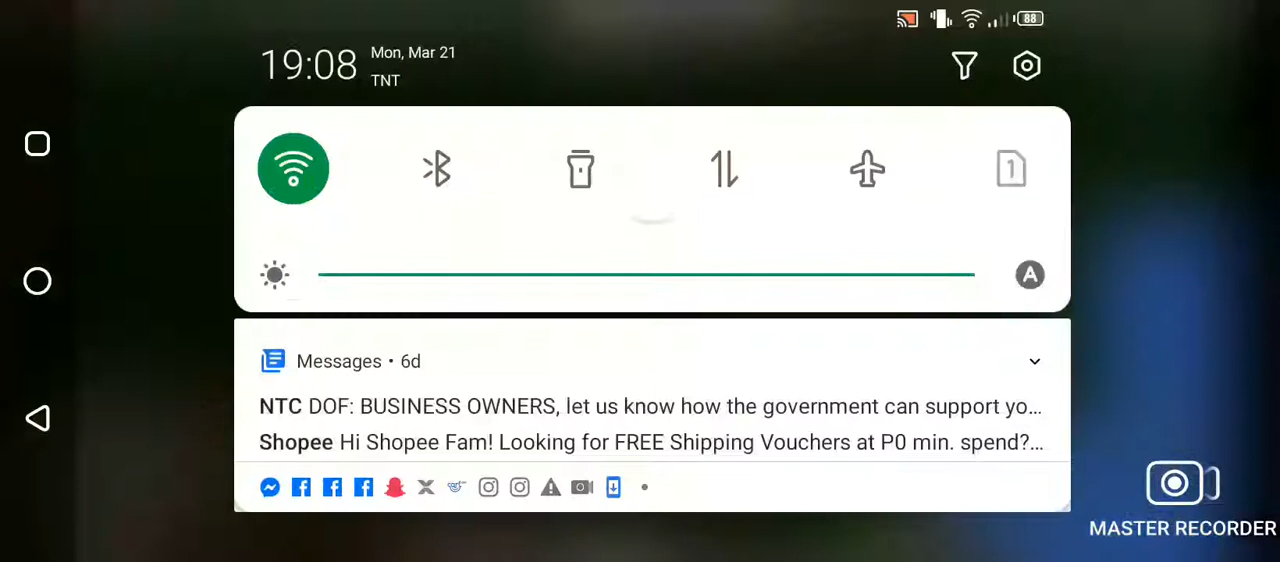 88
19:08
Mon, Mar 21
TNT
1
A
Messages • 6d
NTC DOF: BUSINESS OWNERS, let us know how the government can support yo...
Shopee Hi Shopee Fam! Looking for FREE Shipping Vouchers at P0 min. spend?...
MASTER RECORDER